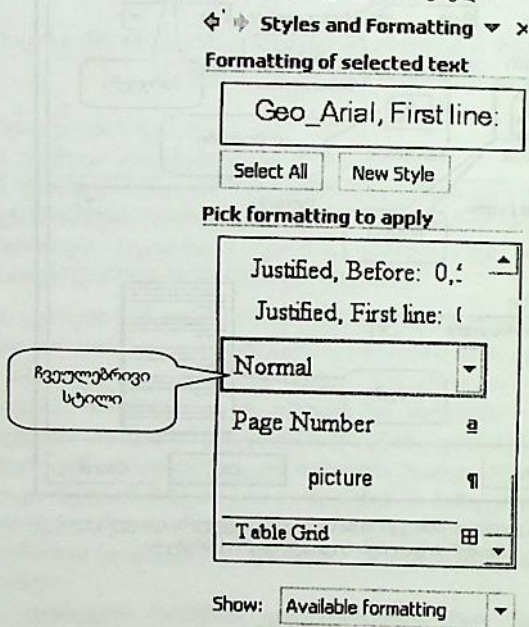 Styles and Formatting
Formatting of selected text
Geo_Arial, First line:
Select All New Style
Pick formatting to apply
Justified, Before: 0,5
Justified, First line: (
Normal
ჩვეულებრივი
სტილი
Page Number a
picture ¶
Table Grid
Show: Available formatting